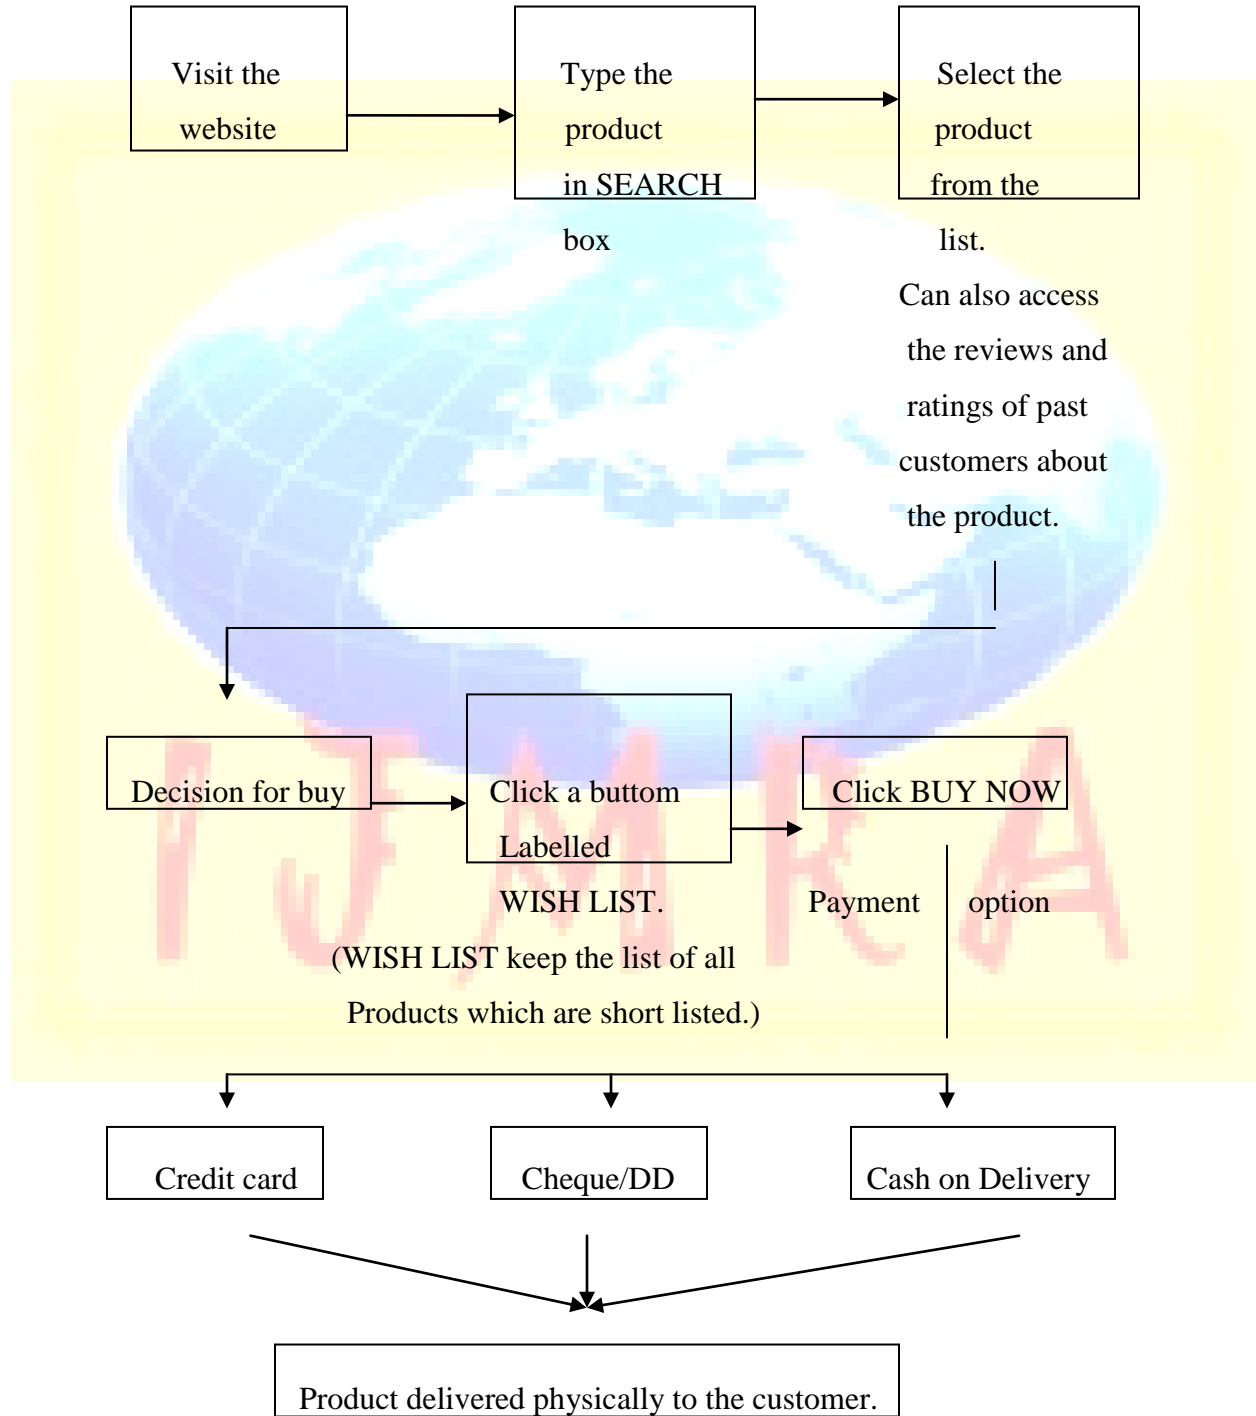 Visit the
website
Type the
product
in SEARCH
box
Select the
product
from the
list.
Can also access
the reviews and
ratings of past
customers about
the product.
Decision for buy
Click a buttom
Labelled
WISH LIST.
(WISH LIST keep the list of all
Products which are short listed.)
Click BUY NOW
Payment option
Credit card
Cheque/DD
Cash on Delivery
Product delivered physically to the customer.
IJMRA